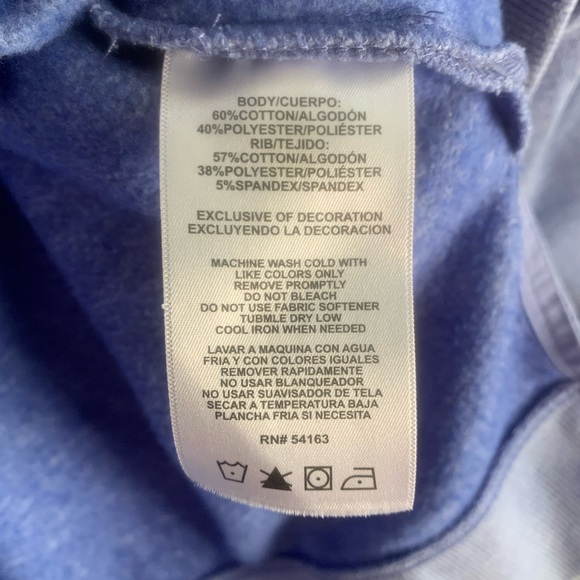 BODY/CUERPO:
60%COTTON/ALGODÓN
40%POLYESTER/POLIÉSTER
RIB/TEJIDO:
57%COTTON/ALGODÓN
38%POLYESTER/POLIÉSTER
5%SPANDEX/SPANDEX
EXCLUSIVE OF DECORATION
EXCLUYENDO LA DECORACION
MACHINE WASH COLD WITH
LIKE COLORS ONLY
REMOVE PROMPTLY
DO NOT BLEACH
DO NOT USE FABRIC SOFTENER
TUBMLE DRY LOW
COOL IRON WHEN NEEDED
LAVAR A MAQUINA CON AGUA
FRIA Y CON COLORES IGUALES
REMOVER RAPIDAMENTE
NO USAR BLANQUEADOR
NO USAR SUAVISADOR DE TELA
SECAR A TEMPERATURA BAJA
PLANCHA FRIA SI NECESITA
RN# 54163